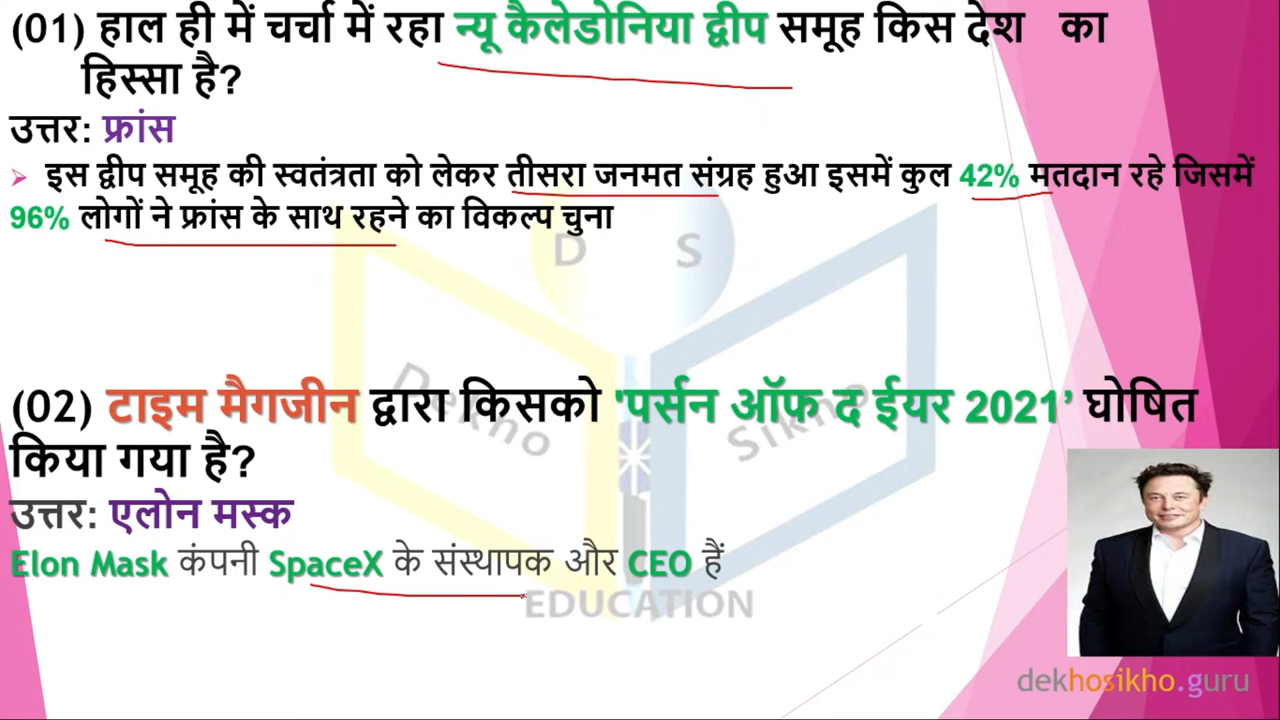 (01) हाल ही में चर्चा में रहा न्यू कैलेडोनिया द्वीप समूह किस देश का
हिस्सा है?
उत्तर: फ्रांस
इस द्वीप समूह की स्वतंत्रता को लेकर तीसरा जनमत संग्रह हुआ इसमें कुल 42% मतदान रहे जिसमें
96% लोगों ने फ्रांस के साथ रहने का विकल्प चुना
D S
Dekho Sikho
(02) टाइम मैगजीन द्वारा किसको 'पर्सन ऑफ द ईयर 2021’ घोषित
किया गया है?
उत्तर: एलोन मस्क
Elon Mask कंपनी SpaceX के संस्थापक और CEO हैं
EDUCATION
dekhosikho.guru